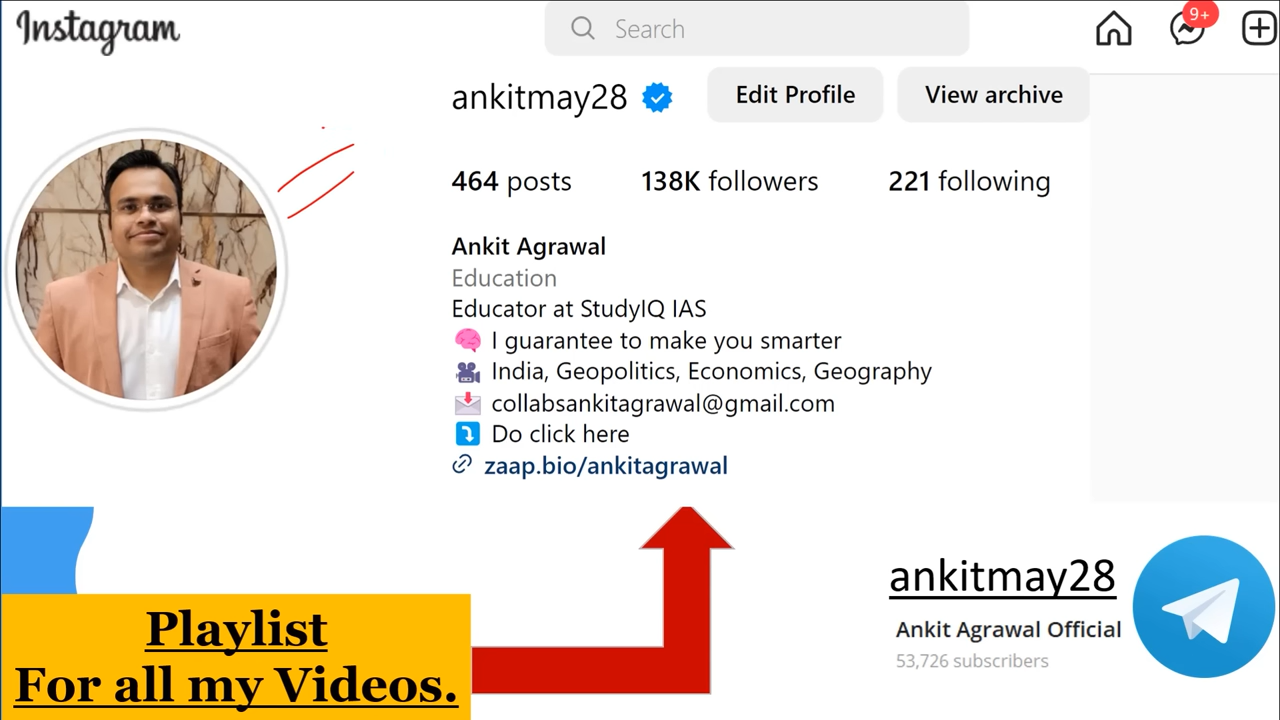 Instagram
Search
9+
ankitmay28
Edit Profile
View archive
464 posts
138K followers
221 following
Ankit Agrawal
Education
Educator at StudyIQ IAS
I guarantee to make you smarter
India, Geopolitics, Economics, Geography
collabsankitagrawal@gmail.com
Do click here
zaap.bio/ankitagrawal
Playlist
For all my Videos.
ankitmay28
Ankit Agrawal Official
53,726 subscribers